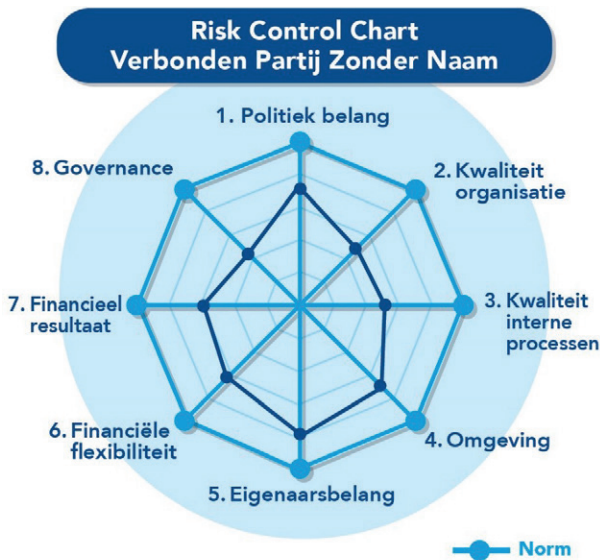 Risk Control Chart
Verbonden Partij Zonder Naam
1. Politiek belang
2. Kwaliteit
organisatie
3. Kwaliteit
interne
processen
4. Omgeving
5. Eigenaarsbelang
6. Financiële
flexibiliteit
7. Financieel
resultaat
8. Governance
Norm